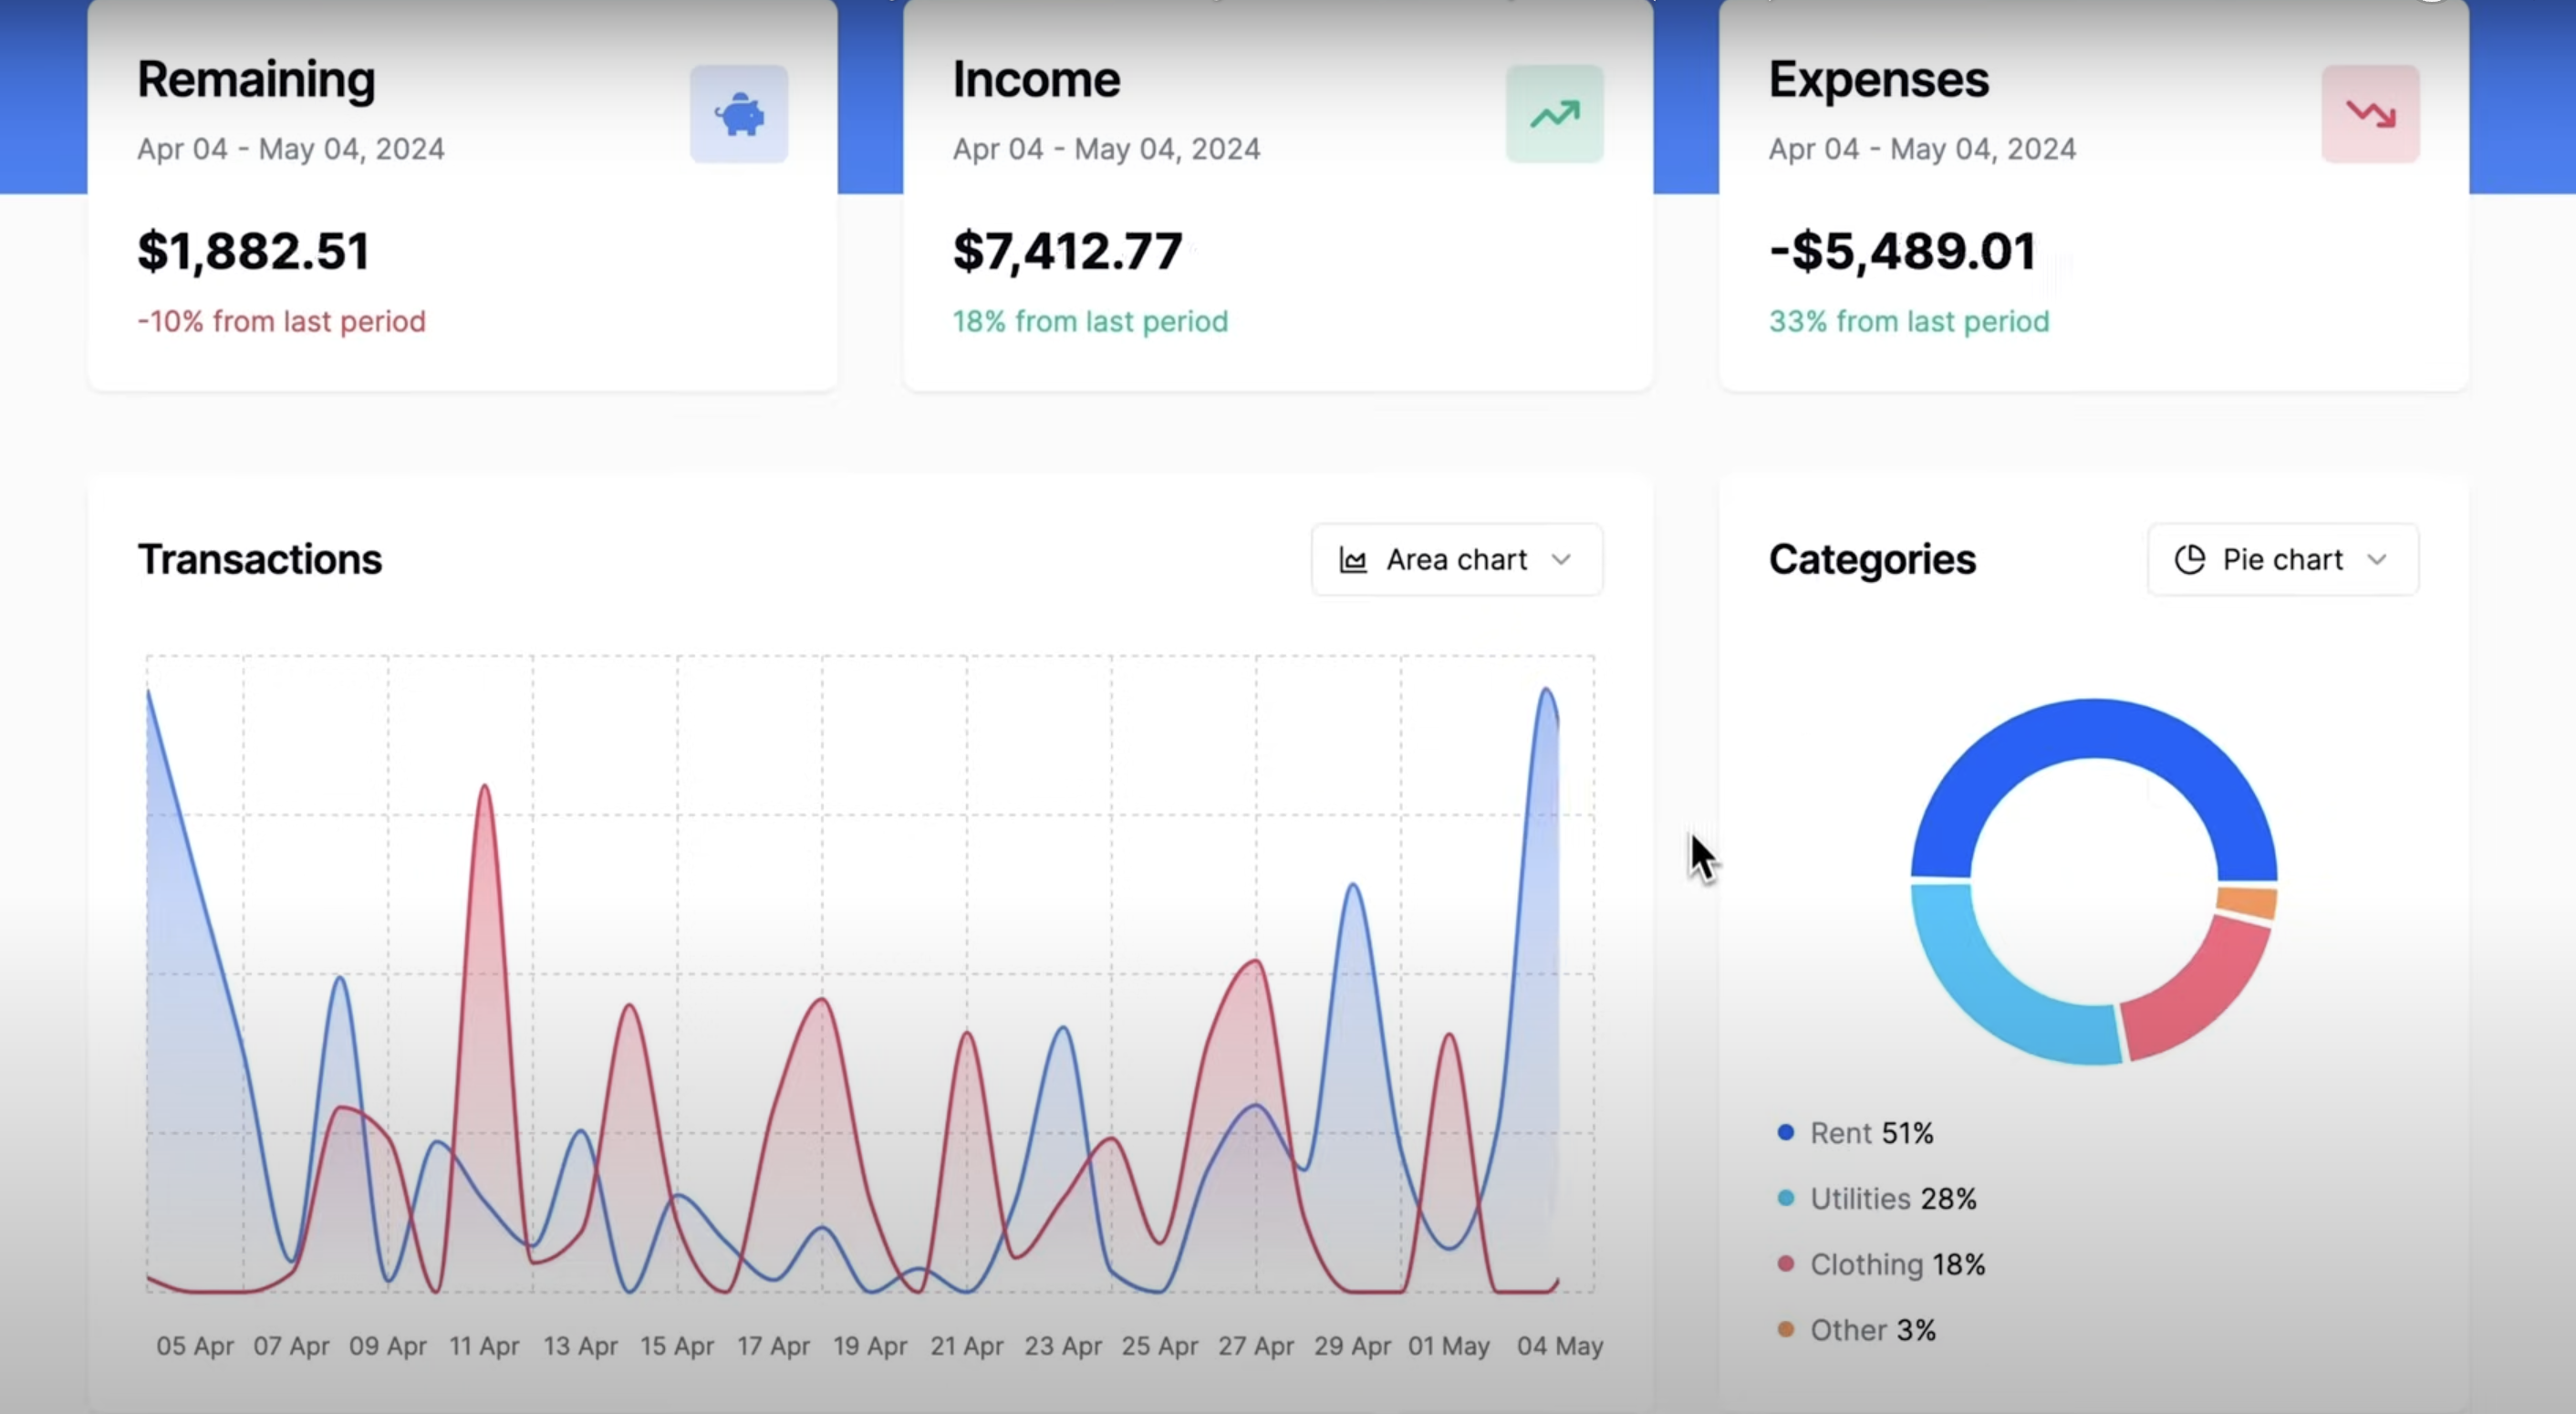 Remaining
Apr 04 - May 04, 2024
$1,882.51
-10% from last period
Income
Apr 04 - May 04, 2024
$7,412.77
18% from last period
Expenses
Apr 04 - May 04, 2024
-$5,489.01
33% from last period
Transactions
Area chart
05 Apr 07 Apr 09 Apr 11 Apr 13 Apr 15 Apr 17 Apr 19 Apr 21 Apr 23 Apr 25 Apr 27 Apr 29 Apr 01 May 04 May
Categories
Pie chart
Rent 51%
Utilities 28%
Clothing 18%
Other 3%